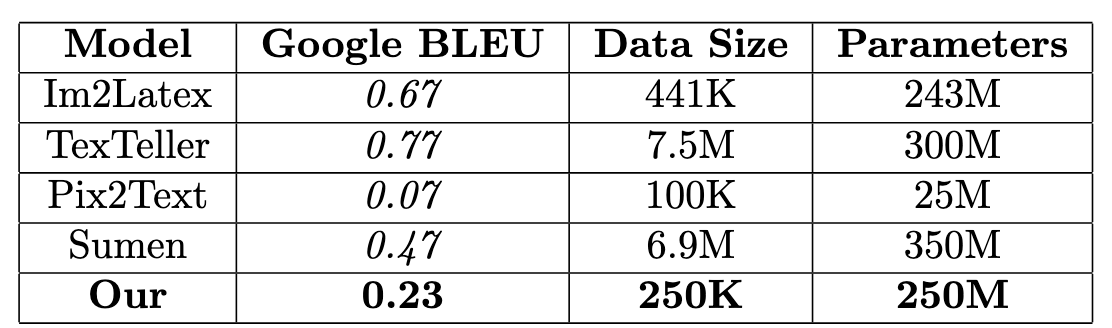 Model Google BLEU Data Size Parameters
Im2Latex 0.67 441K 243M
TexTeller 0.77 7.5M 300M
Pix2Text 0.07 100K 25M
Sumen 0.47 6.9M 350M
Our 0.23 250K 250M